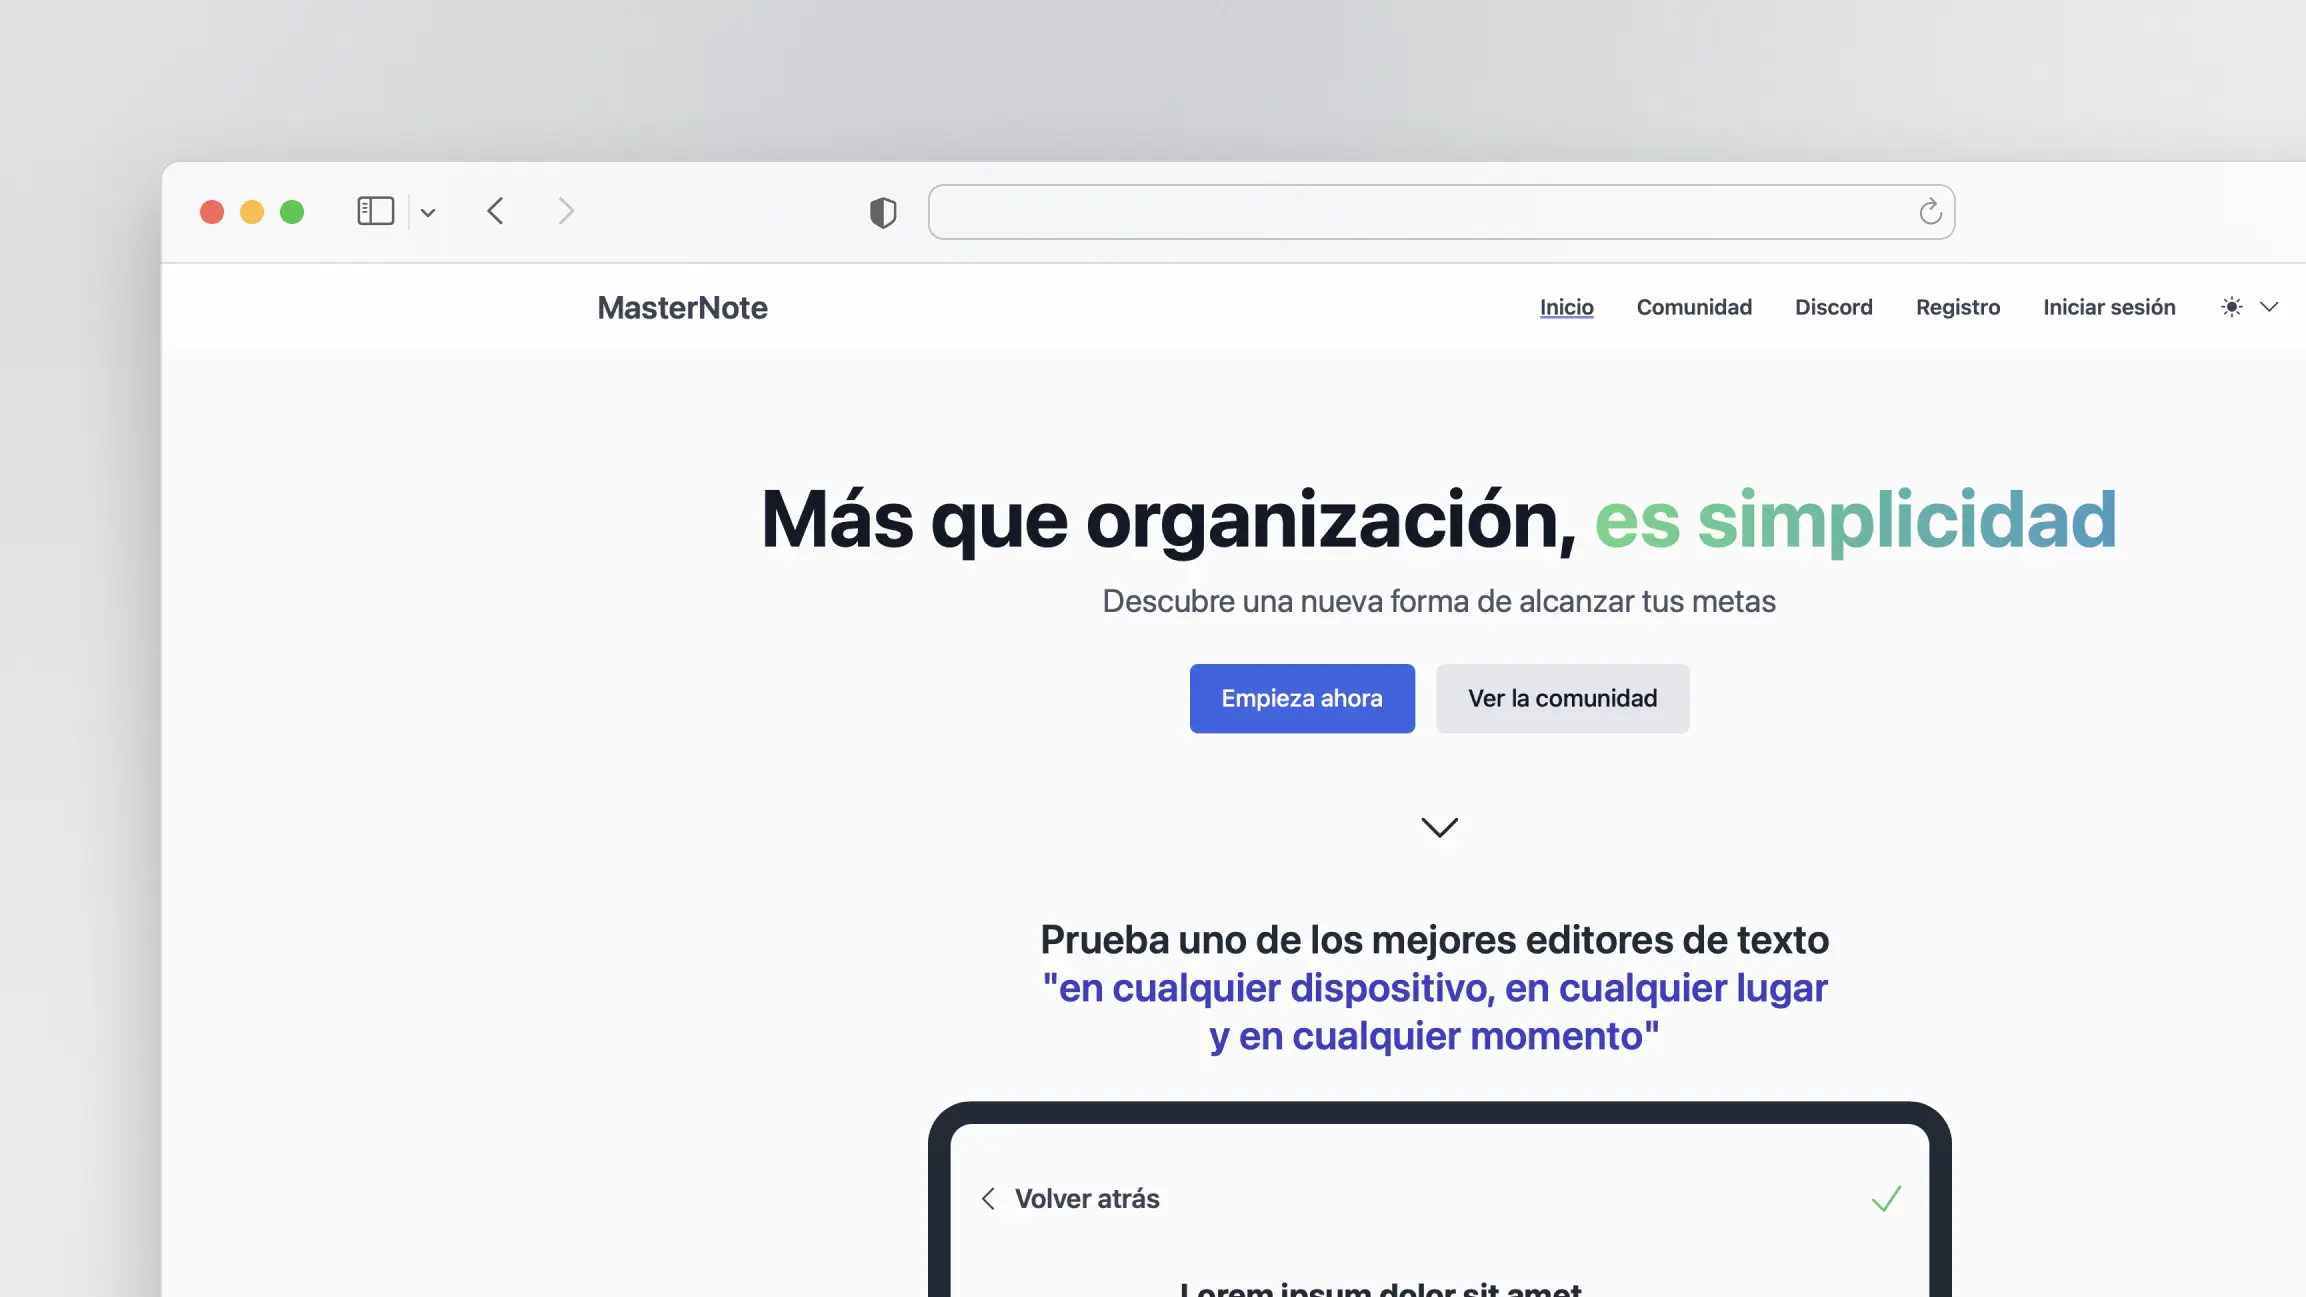 MasterNote
Inicio
Comunidad
Discord
Registro
Iniciar sesión
Más que organización, es simplicidad
Descubre una nueva forma de alcanzar tus metas
Empieza ahora
Ver la comunidad
Prueba uno de los mejores editores de texto
"en cualquier dispositivo, en cualquier lugar
y en cualquier momento"
Volver atrás
Lorem ipsum dolor sit amet